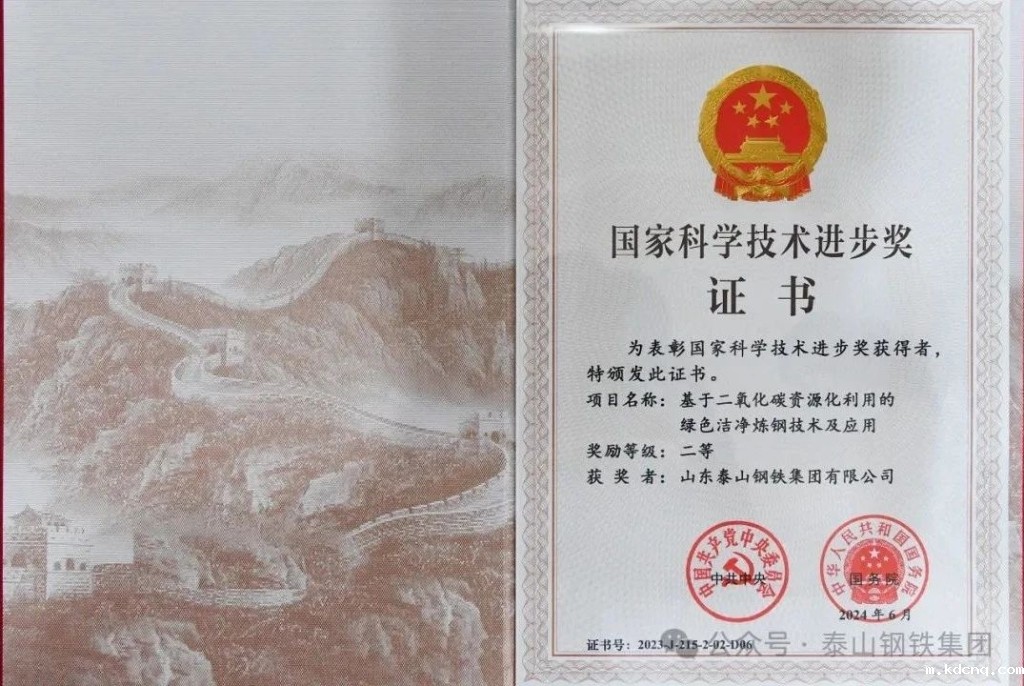 国家科学技术进步奖
证 书
为表彰国家科学技术进步奖获得者，
特颁发此证书。
项目名称：基于二氧化碳资源化利用的
绿色洁净炼钢技术及应用
奖励等级：二等
获 奖 者：山东泰山钢铁集团有限公司
中国共产党中央委员会
中共中央
中华人民共和国国务院
国务院
2024 年 6 月
证书号：2023-J-215-2-02-D06
公众号 · 泰山钢铁集团
m.kdcnq.com